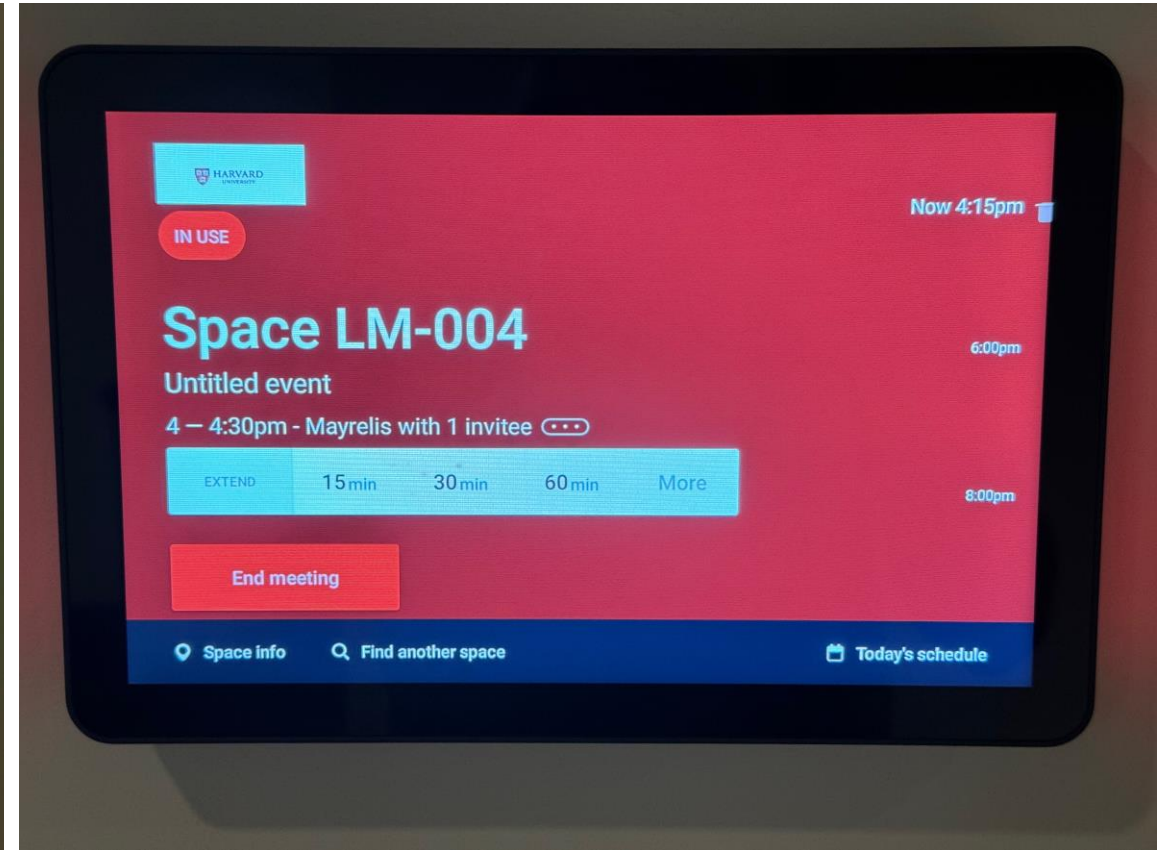 HARVARD
UNIVERSITY
Now 4:15pm
IN USE
Space LM-004
6:00pm
Untitled event
4 — 4:30pm - Mayrelis with 1 invitee
EXTEND 15 min 30 min 60 min More
8:00pm
End meeting
Space info Find another space Today's schedule